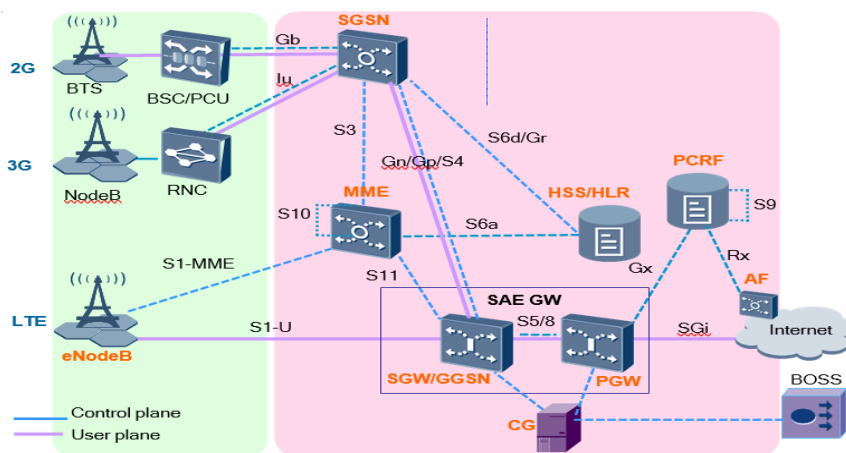 SGSN
2G
BTS
BSC/PCU
Gb
Iu
3G
NodeB
RNC
S3
Gn/Gp/S4
S6d/Gr
PCRF
MME
HSS/HLR
S10
S6a
S9
S1-MME
S11
Gx
Rx
AF
SAE GW
LTE
eNodeB
S1-U
S5/8
SGi
Internet
SGW/GGSN
PGW
BOSS
Control plane
User plane
CG